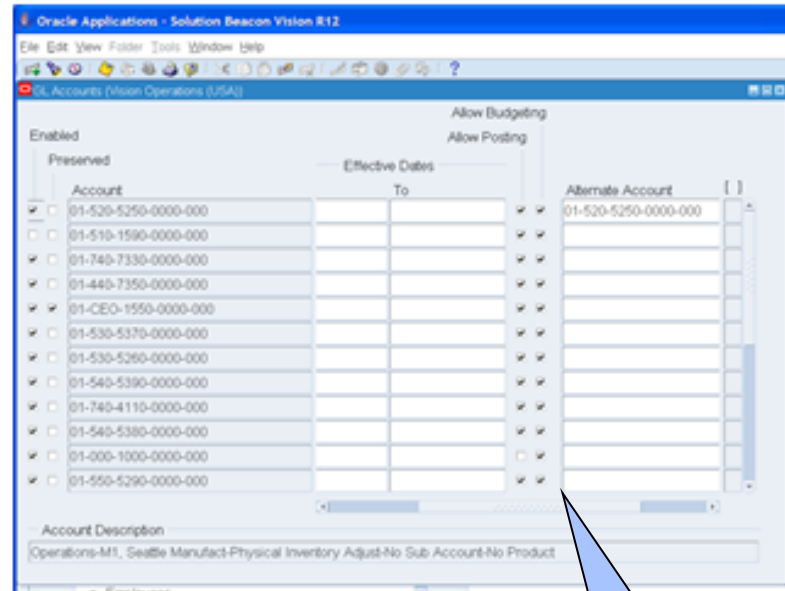 Oracle Applications - Solution Beacon Vision R12
File Edit View Folder Tools Window Help
GL Accounts (Vision Operations (USA))
Allow Budgeting
Enabled Allow Posting
Preserved Effective Dates
Account To Alternate Account [ ]
01-520-5250-0000-000 01-520-5250-0000-000
01-510-1590-0000-000
01-740-7330-0000-000
01-440-7350-0000-000
01-CEO-1550-0000-000
01-530-5370-0000-000
01-530-5260-0000-000
01-540-5390-0000-000
01-740-4110-0000-000
01-540-5380-0000-000
01-000-1000-0000-000
01-550-5290-0000-000
Account Description
Operations-M1, Seattle Manufact-Physical Inventory Adjust-No Sub Account-No Product